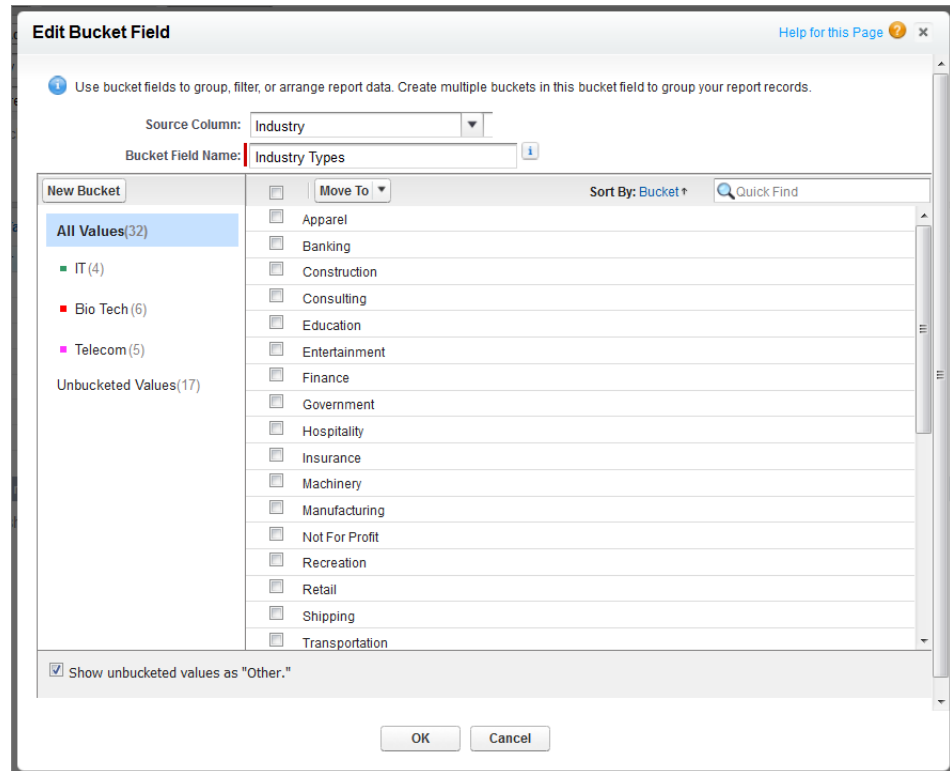 Edit Bucket Field
Help for this Page
Use bucket fields to group, filter, or arrange report data. Create multiple buckets in this bucket field to group your report records.
Source Column: Industry
Bucket Field Name: Industry Types
New Bucket
Move To
Sort By: Bucket
Quick Find
All Values(32)
IT (4)
Bio Tech (6)
Telecom (5)
Unbucketed Values(17)
Apparel
Banking
Construction
Consulting
Education
Entertainment
Finance
Government
Hospitality
Insurance
Machinery
Manufacturing
Not For Profit
Recreation
Retail
Shipping
Transportation
Show unbucketed values as "Other."
OK
Cancel